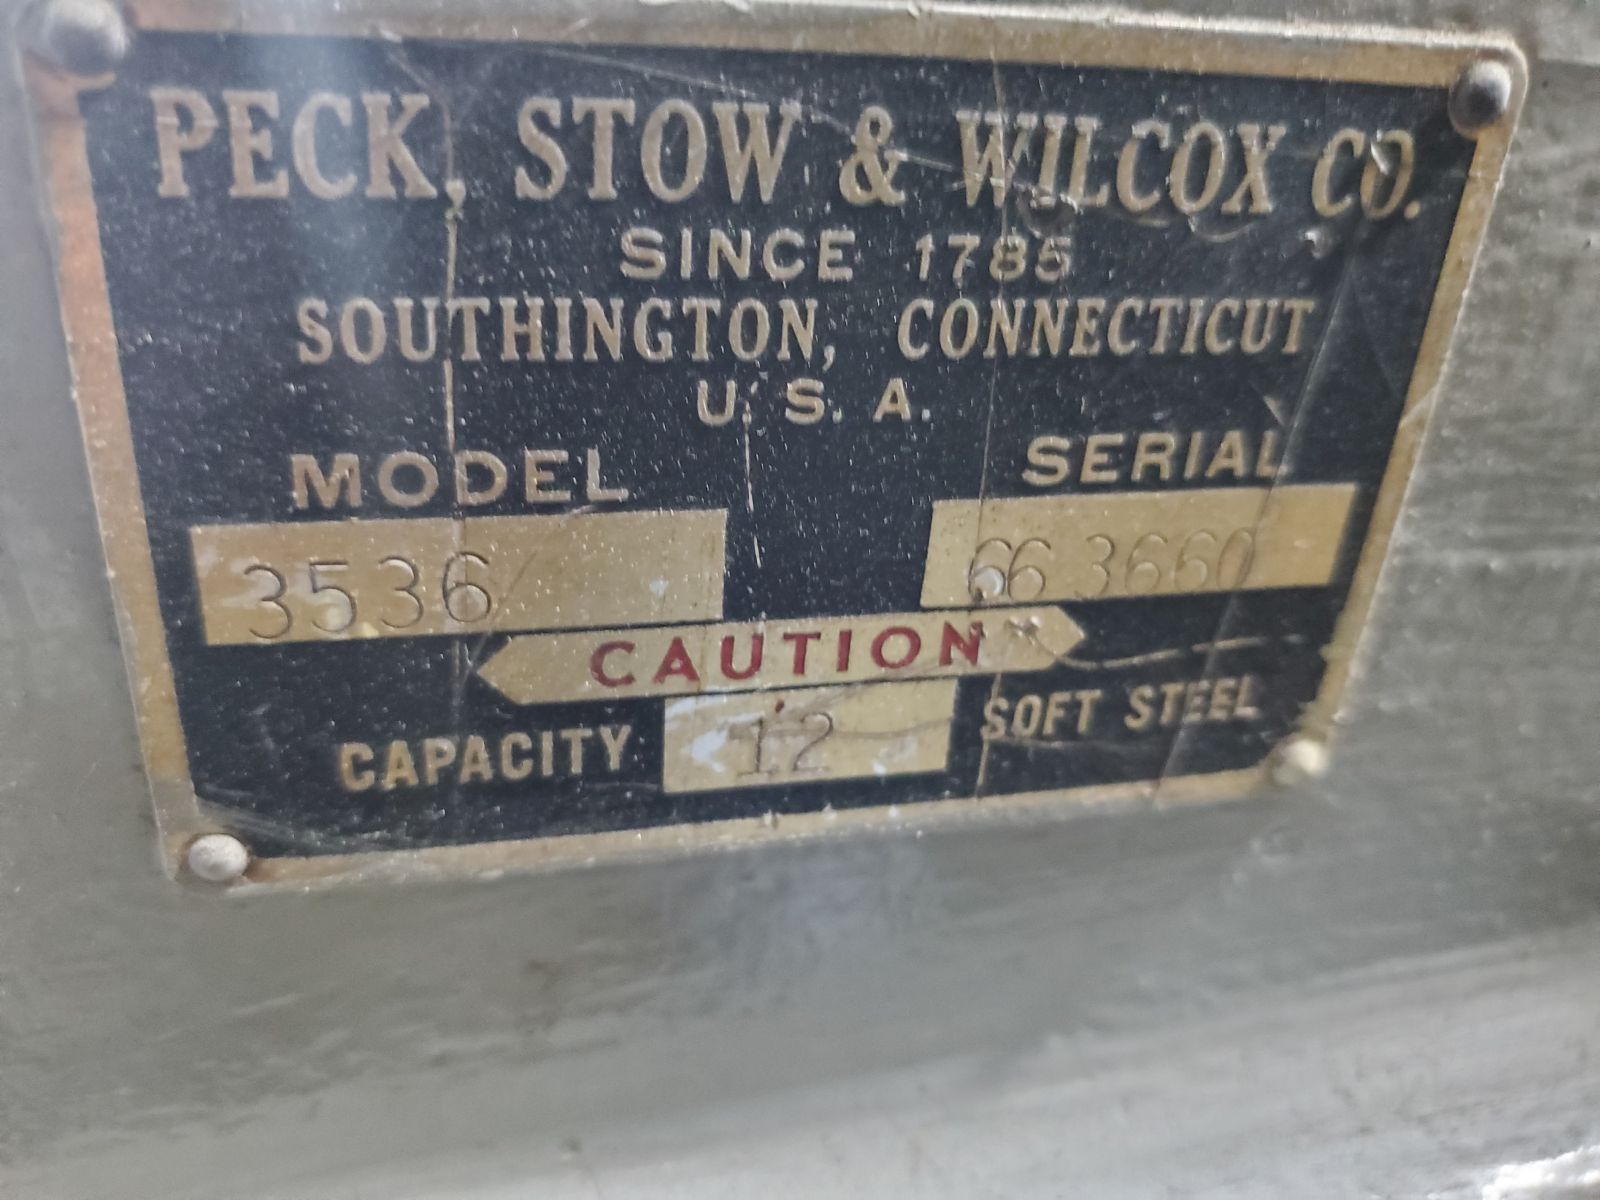 PECK, STOW & WILCOX CO.
SINCE 1785
SOUTHINGTON, CONNECTICUT
U. S. A.
MODEL SERIAL
3536 66 3660
CAUTION
CAPACITY 12 SOFT STEEL